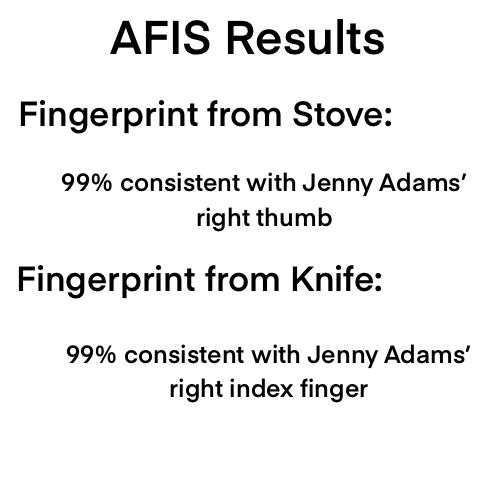 AFIS Results
Fingerprint from Stove:
99% consistent with Jenny Adams’
right thumb
Fingerprint from Knife:
99% consistent with Jenny Adams’
right index finger